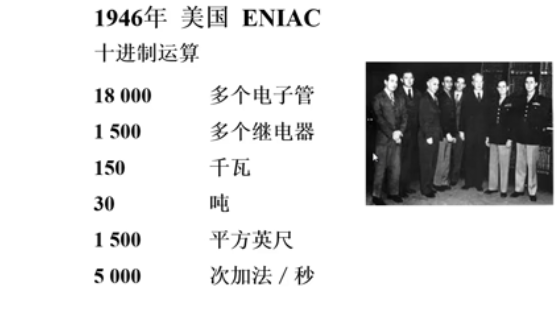 1946年 美国 ENIAC
十进制运算
18 000 多个电子管
1 500 多个继电器
150 千瓦
30 吨
1 500 平方英尺
5 000 次加法 / 秒